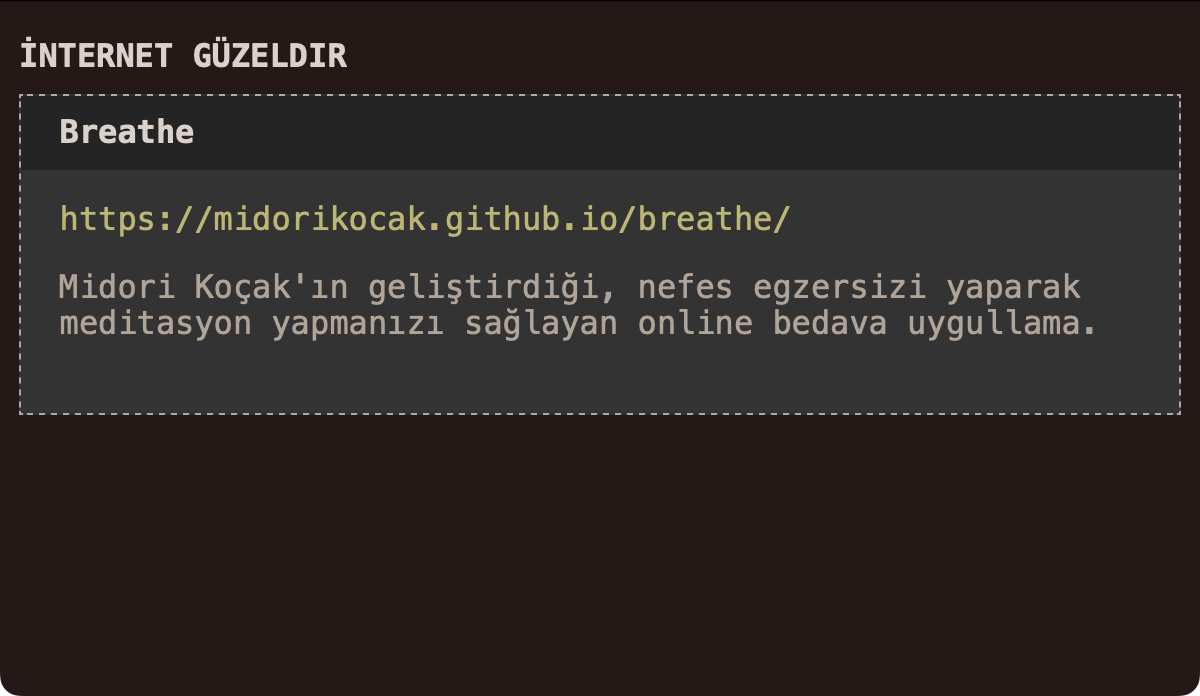 İNTERNET GÜZELDIR
Breathe
https://midorikocak.github.io/breathe/
Midori Koçak'ın geliştirdiği, nefes egzersizi yaparak
meditasyon yapmanızı sağlayan online bedava uygullama.